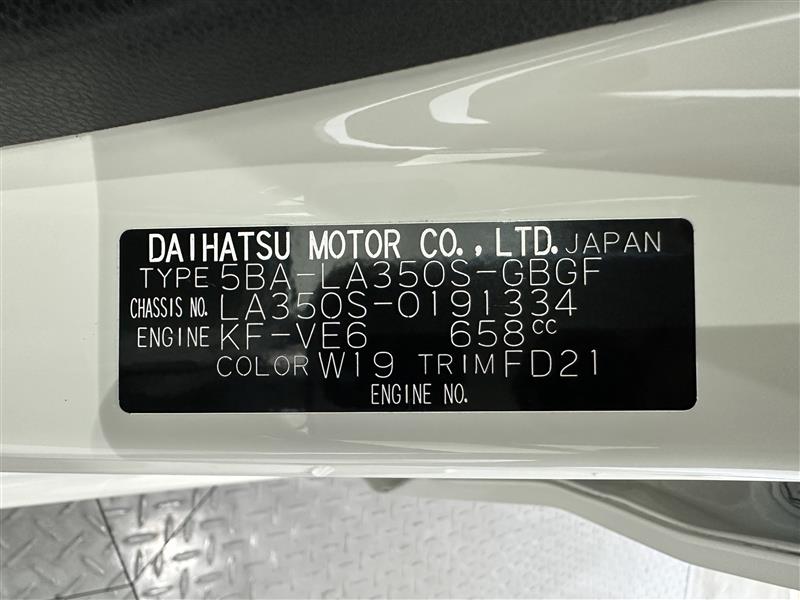 DAIHATSU MOTOR CO., LTD. JAPAN
TYPE 5BA-LA350S-GBGF
CHASSIS NO. LA350S-0191334
ENGINE KF-VE6 658cc
COLOR W19 TRIM FD21
ENGINE NO.